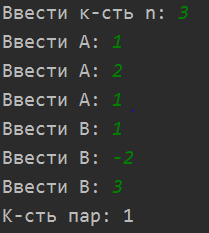 Ввести к-сть n: 3
Ввести A: 1
Ввести A: 2
Ввести A: 1
Ввести B: 1
Ввести B: -2
Ввести B: 3
К-сть пар: 1